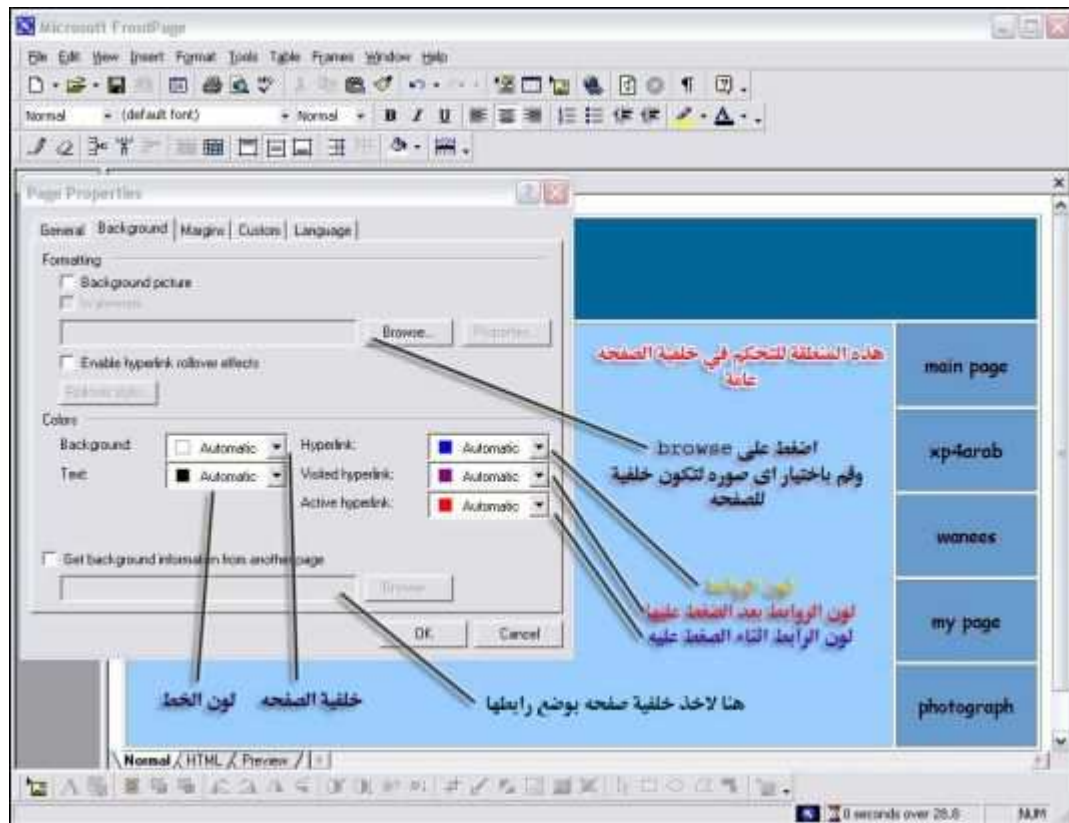 Microsoft FrontPage
File Edit View Insert Format Tools Table Frames Window Help
Normal (default font) Normal B I U A
Page Properties
General Background Margins Custom Language
Formatting
Background picture
Browse... Properties...
Enable hyperlink rollover effects
Colors
Background: Automatic Hyperlink: Automatic
Text: Automatic Visited hyperlink: Automatic
Active hyperlink: Automatic
Get background information from another page
Browse...
OK Cancel
هذه المنطقة للتحكم في خلفية الصفحه
عامة
اضغط على browse
وقم باختيار اى صوره لتكون خلفية
للصفحه
لون الروابط
لون الروابط بعد الضغط عليها
لون الرابط اثناء الضغط عليه
هنا لاخذ خلفية صفحه بوضع رابطها
خلفية الصفحه
لون الخط
main page
xp4arab
wanees
my page
photograph
Normal HTML Preview
0 seconds over 28.8 NUM